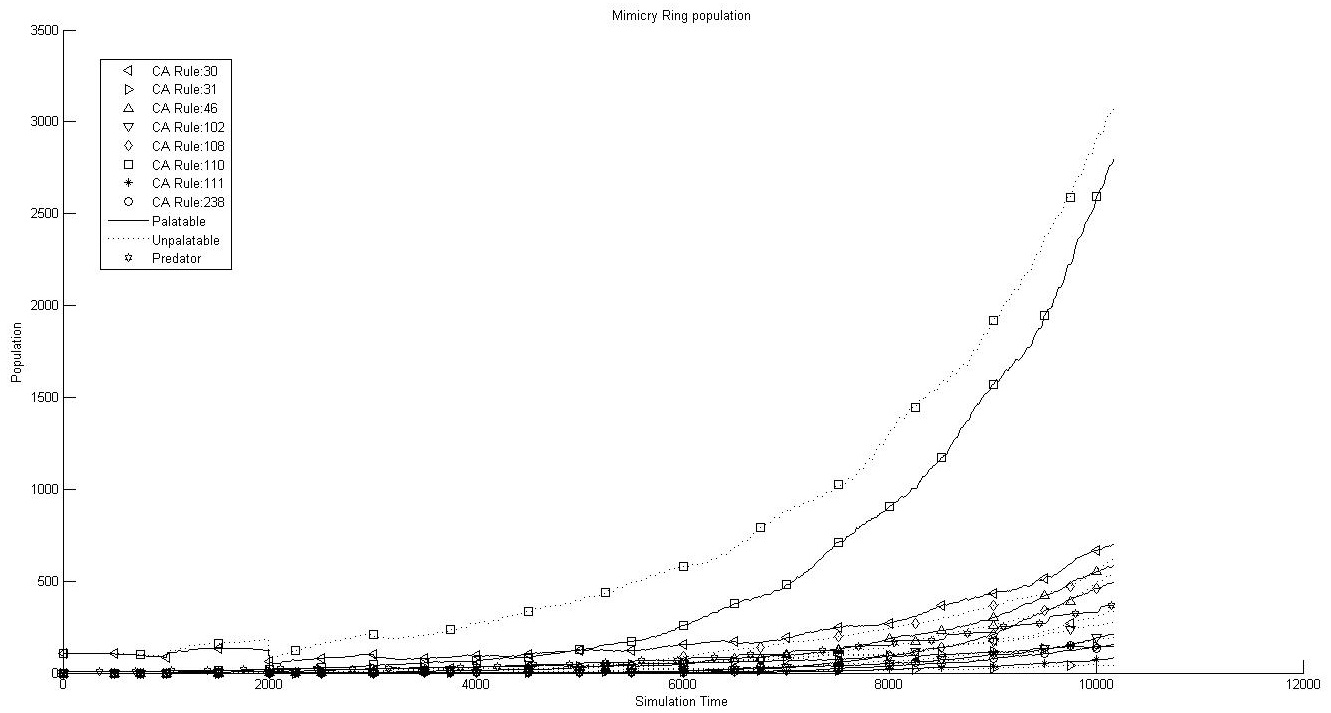 Mimicry Ring population
3500
3000
2500
2000
1500
1000
500
0
CA Rule:30
CA Rule:31
CA Rule:46
CA Rule:102
CA Rule:108
CA Rule:110
CA Rule:111
CA Rule:238
Palatable
Unpalatable
Predator
Population
0 2000 4000 6000 8000 10000 12000
Simulation Time